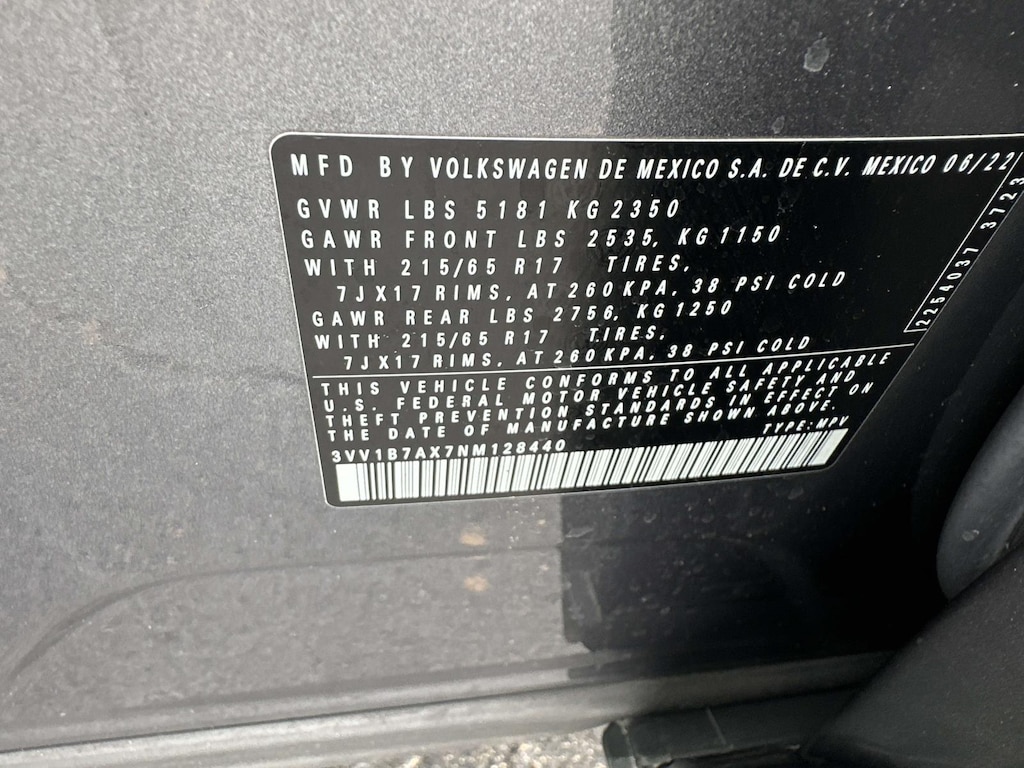 MFD BY VOLKSWAGEN DE MEXICO S.A. DE C.V. MEXICO 06/22
GVWR LBS 5181 KG 2350
GAWR FRONT LBS 2535, KG 1150
WITH 215/65 R17 TIRES,
7JX17 RIMS, AT 260 KPA, 38 PSI COLD
GAWR REAR LBS 2756, KG 1250
WITH 215/65 R17 TIRES,
7JX17 RIMS, AT 260 KPA, 38 PSI COLD
2254037 3723
THIS VEHICLE CONFORMS TO ALL APPLICABLE
U.S. FEDERAL MOTOR VEHICLE SAFETY AND
THEFT PREVENTION STANDARDS IN EFFECT ON
THE DATE OF MANUFACTURE SHOWN ABOVE.
TYPE: MPV
3VV1B7AX7NM128440